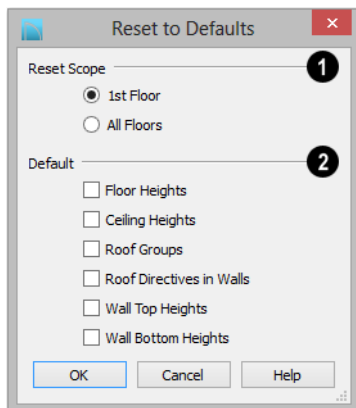 Reset to Defaults
Reset Scope 1
1st Floor
All Floors
Default 2
Floor Heights
Ceiling Heights
Roof Groups
Roof Directives in Walls
Wall Top Heights
Wall Bottom Heights
OK Cancel Help